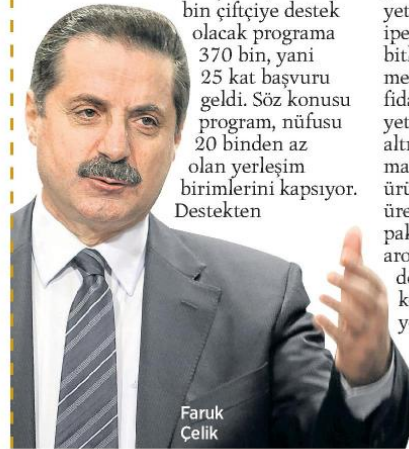 bin çiftçiye destek
olacak programa
370 bin, yani
25 kat başvuru
geldi. Söz konusu
program, nüfusu
20 binden az
olan yerleşim
birimlerini kapsıyor.
Destekten
yet
ipe
bit
me
fida
yet
altı
ma
ürü
üre
pak
aro
de
k
y
Faruk
Çelik